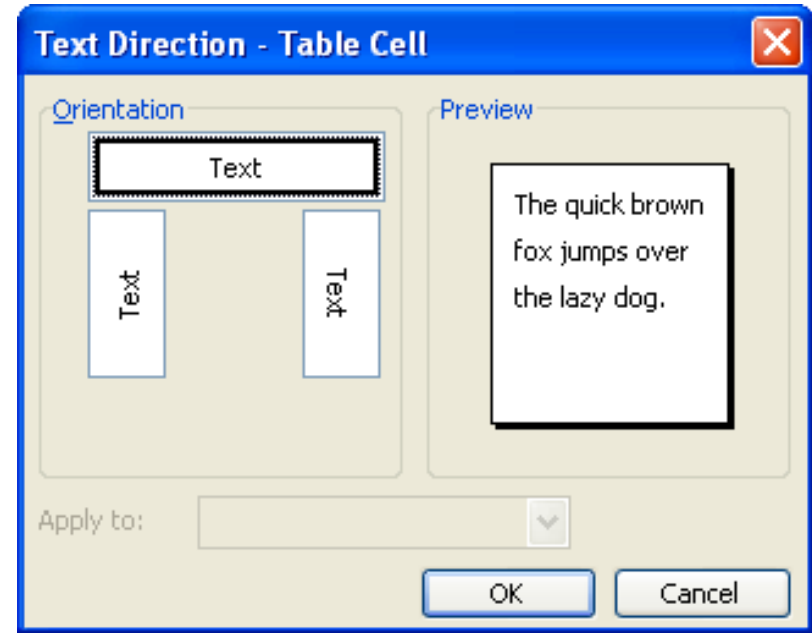 Text Direction - Table Cell
Orientation
Text
Text
Text
Preview
The quick brown
fox jumps over
the lazy dog.
Apply to:
OK
Cancel